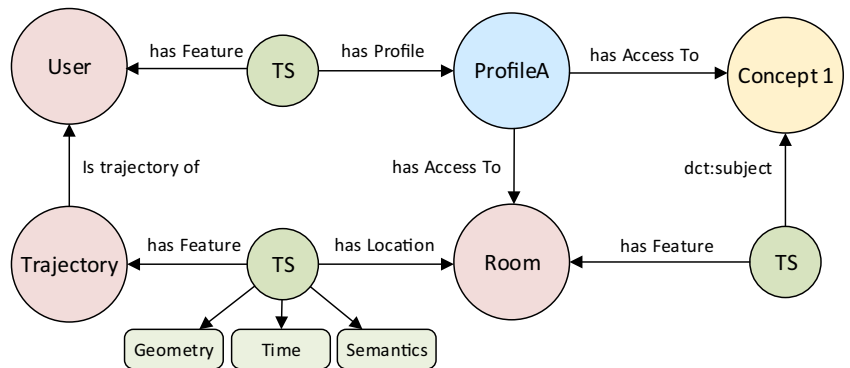 has Feature
has Profile
has Access To
User
TS
ProfileA
Concept 1
Is trajectory of
has Access To
dct:subject
has Feature
has Location
has Feature
Trajectory
TS
Room
TS
Geometry
Time
Semantics